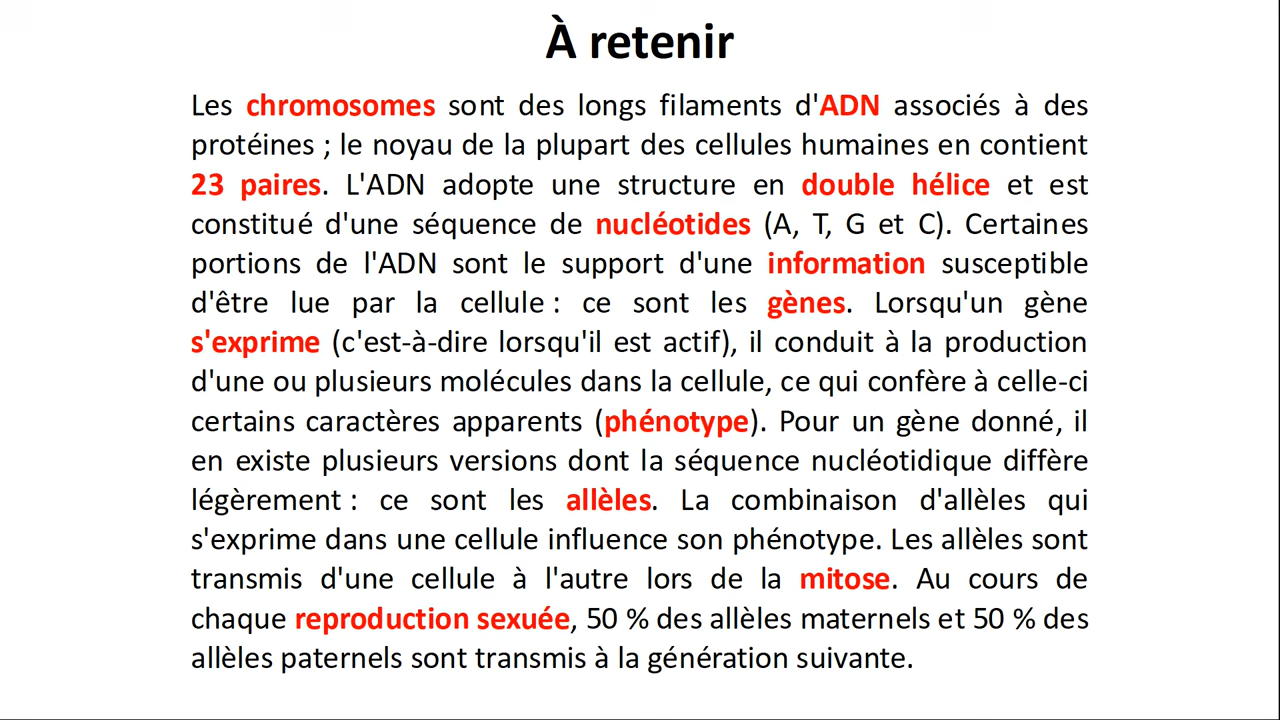 À retenir
Les chromosomes sont des longs filaments d'ADN associés à des
protéines ; le noyau de la plupart des cellules humaines en contient
23 paires. L'ADN adopte une structure en double hélice et est
constitué d'une séquence de nucléotides (A, T, G et C). Certaines
portions de l'ADN sont le support d'une information susceptible
d'être lue par la cellule : ce sont les gènes. Lorsqu'un gène
s'exprime (c'est-à-dire lorsqu'il est actif), il conduit à la production
d'une ou plusieurs molécules dans la cellule, ce qui confère à celle-ci
certains caractères apparents (phénotype). Pour un gène donné, il
en existe plusieurs versions dont la séquence nucléotidique diffère
légèrement : ce sont les allèles. La combinaison d'allèles qui
s'exprime dans une cellule influence son phénotype. Les allèles sont
transmis d'une cellule à l'autre lors de la mitose. Au cours de
chaque reproduction sexuée, 50 % des allèles maternels et 50 % des
allèles paternels sont transmis à la génération suivante.